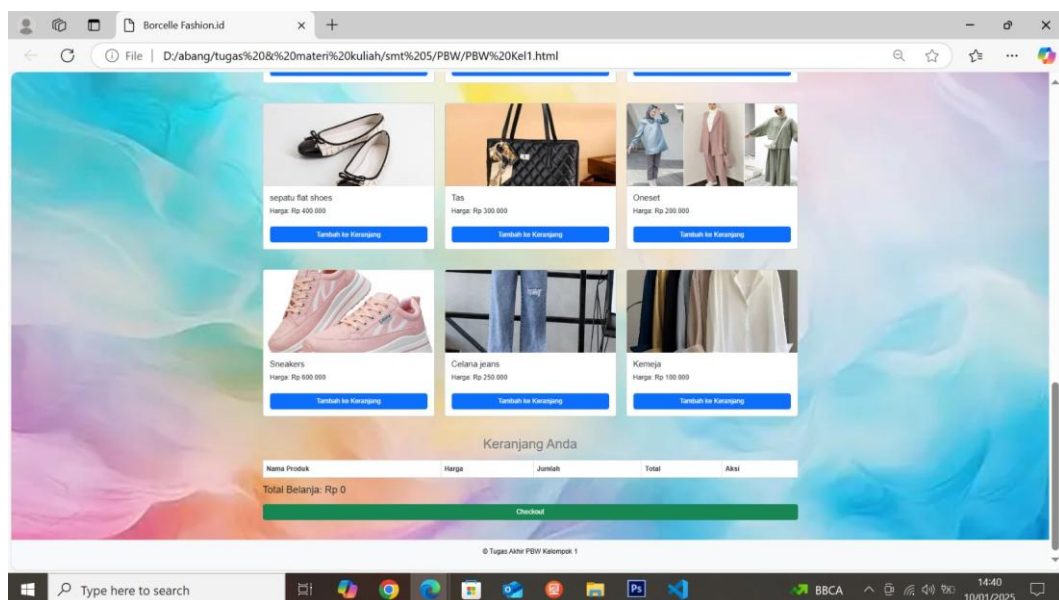 Borcelle Fashion.id
File | D:/abang/tugas%20&%20materi%20kuliah/smt%205/PBW/PBW%20Kel1.html
sepatu flat shoes
Harga: Rp 400.000
Tambah ke Keranjang
Tas
Harga: Rp 300.000
Tambah ke Keranjang
Oneset
Harga: Rp 200.000
Tambah ke Keranjang
Sneakers
Harga: Rp 600.000
Tambah ke Keranjang
Celana jeans
Harga: Rp 250.000
Tambah ke Keranjang
Kemeja
Harga: Rp 180.000
Tambah ke Keranjang
Keranjang Anda
Nama Produk Harga Jumlah Total Aksi
Total Belanja: Rp 0
Checkout
© Tugas Akhir PBW Kelompok 1
Type here to search
Ps
BBCA
14:40
10/01/2025